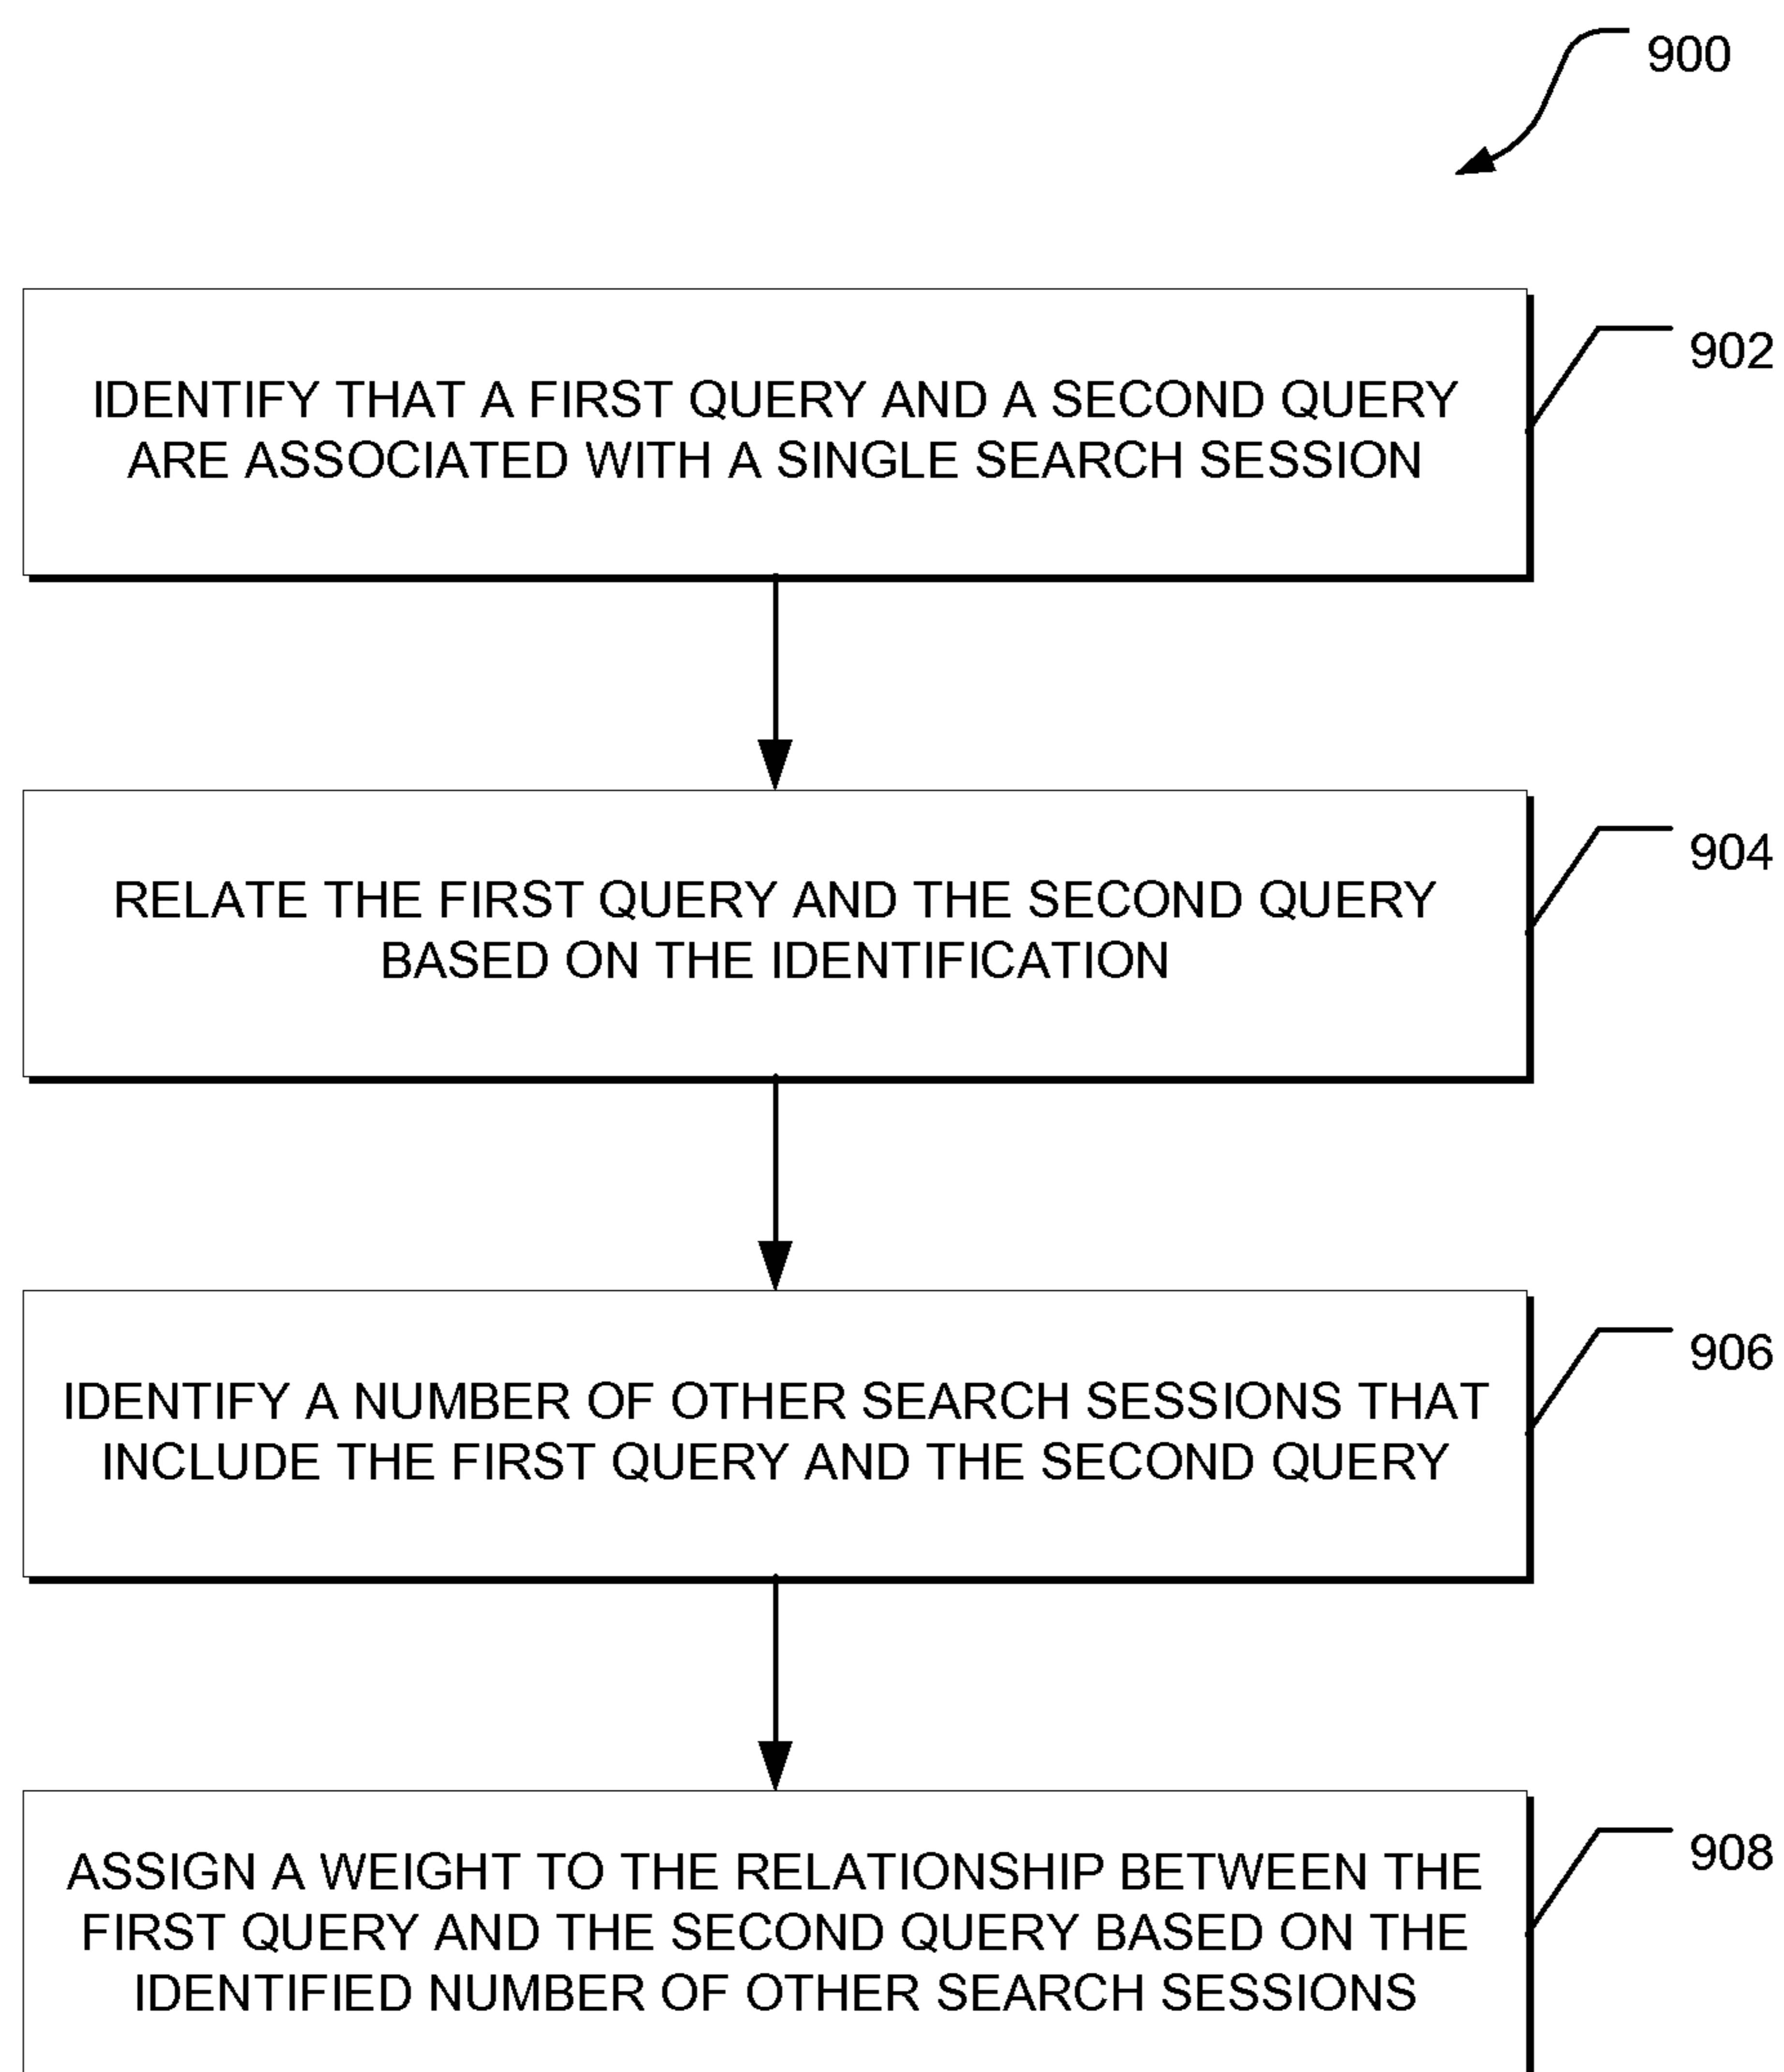 900
IDENTIFY THAT A FIRST QUERY AND A SECOND QUERY
ARE ASSOCIATED WITH A SINGLE SEARCH SESSION
902
RELATE THE FIRST QUERY AND THE SECOND QUERY
BASED ON THE IDENTIFICATION
904
IDENTIFY A NUMBER OF OTHER SEARCH SESSIONS THAT
INCLUDE THE FIRST QUERY AND THE SECOND QUERY
906
ASSIGN A WEIGHT TO THE RELATIONSHIP BETWEEN THE
FIRST QUERY AND THE SECOND QUERY BASED ON THE
IDENTIFIED NUMBER OF OTHER SEARCH SESSIONS
908